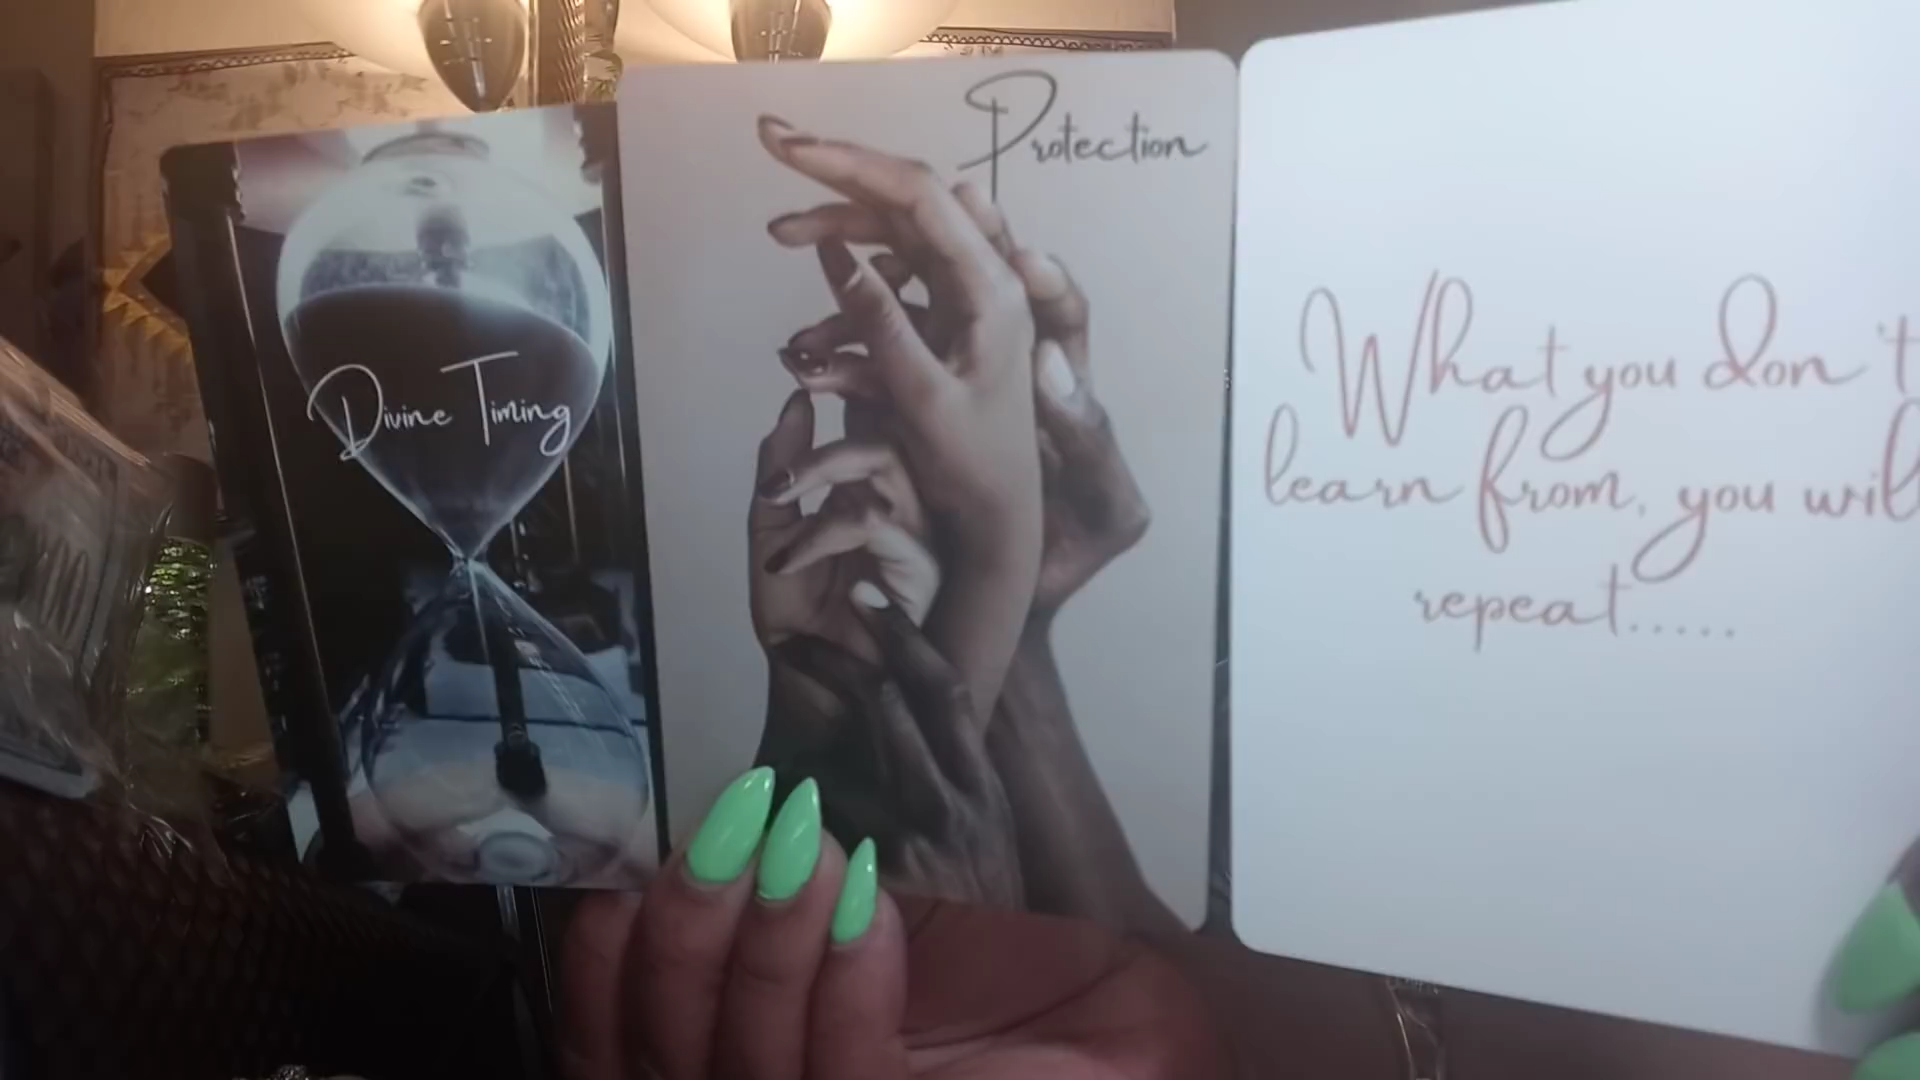 Divine Timing
Protection
What you don't
learn from, you will
repeat.....